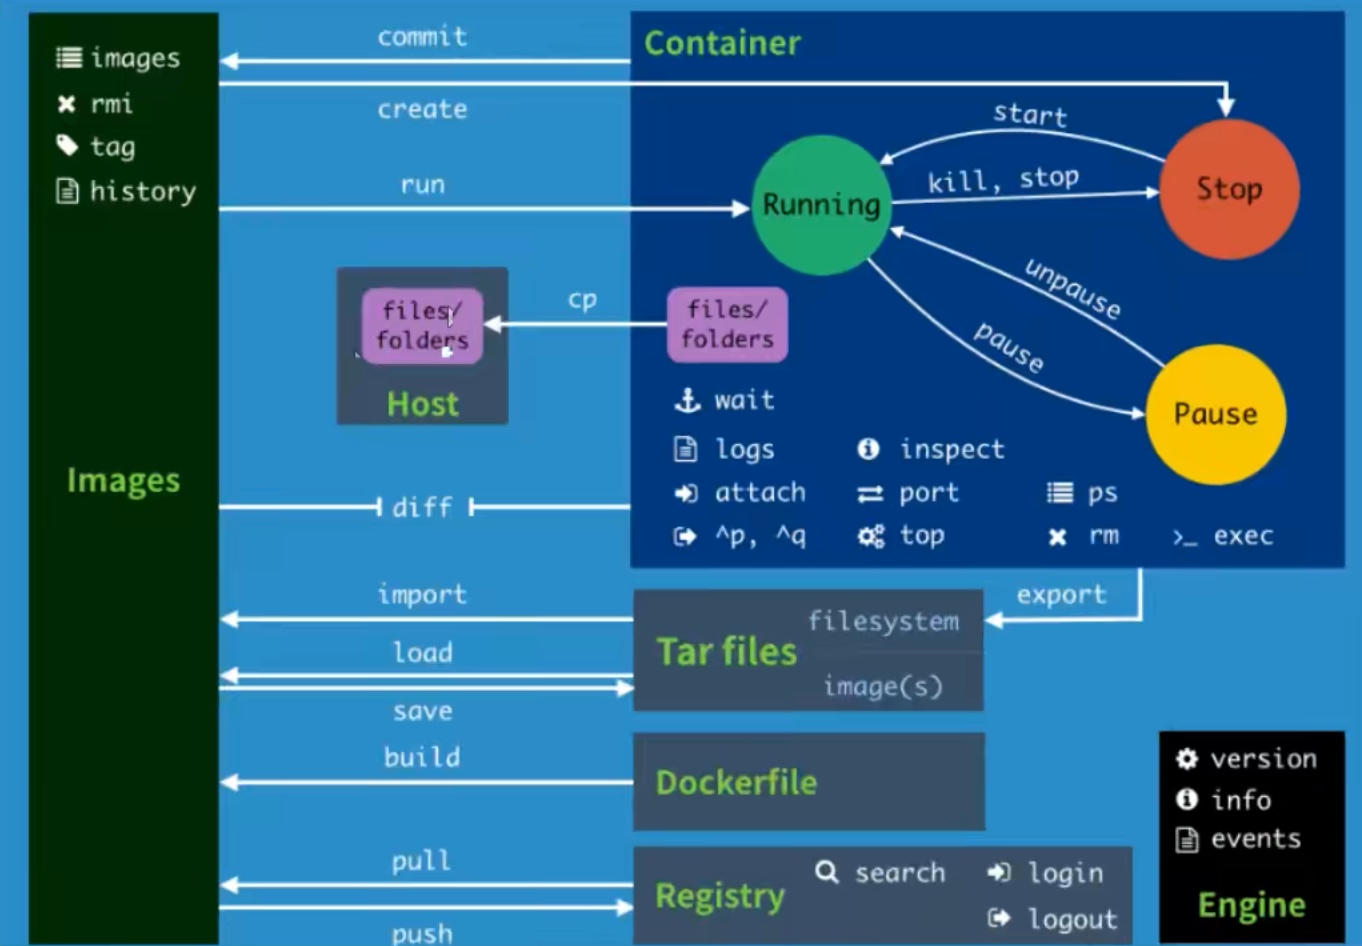 images
rmi
tag
history
Images
commit
create
run
Container
start
kill, stop
Running
Stop
unpause
pause
Pause
files/
folders
Host
cp
files/
folders
wait
logs
inspect
attach
port
ps
^p, ^q
top
rm
>_ exec
diff
import
export
load
save
Tar files
filesystem
image(s)
build
Dockerfile
pull
push
Registry
search
login
logout
version
info
events
Engine